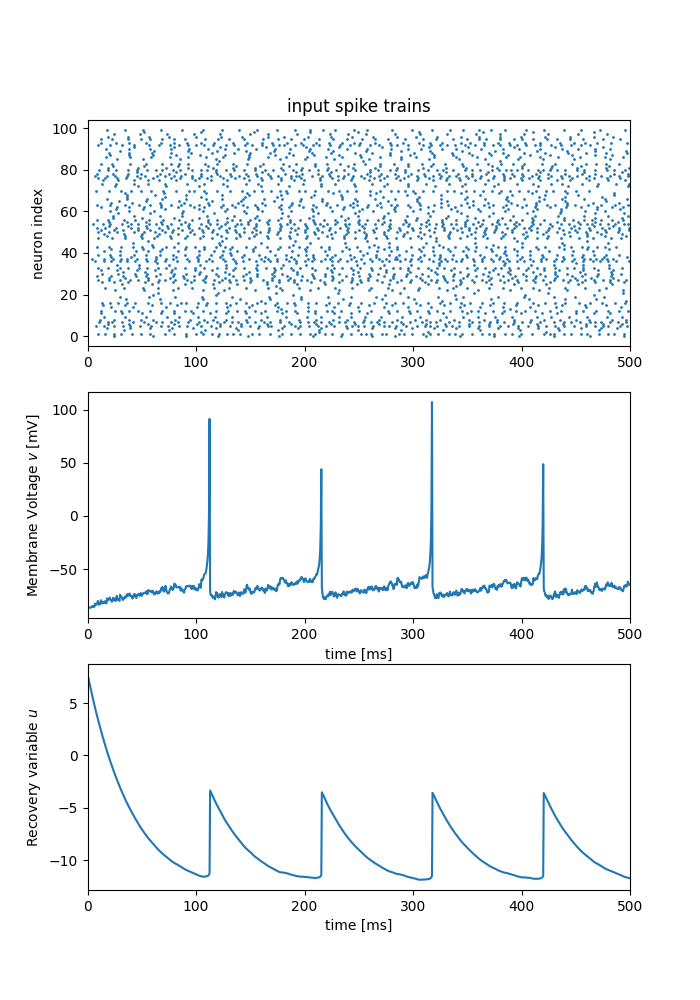 input spike trains
100
80
60
40
20
0
neuron index
0 100 200 300 400 500
100
50
0
−50
Membrane Voltage v [mV]
0 100 200 300 400 500
time [ms]
5
0
−5
−10
Recovery variable u
0 100 200 300 400 500
time [ms]